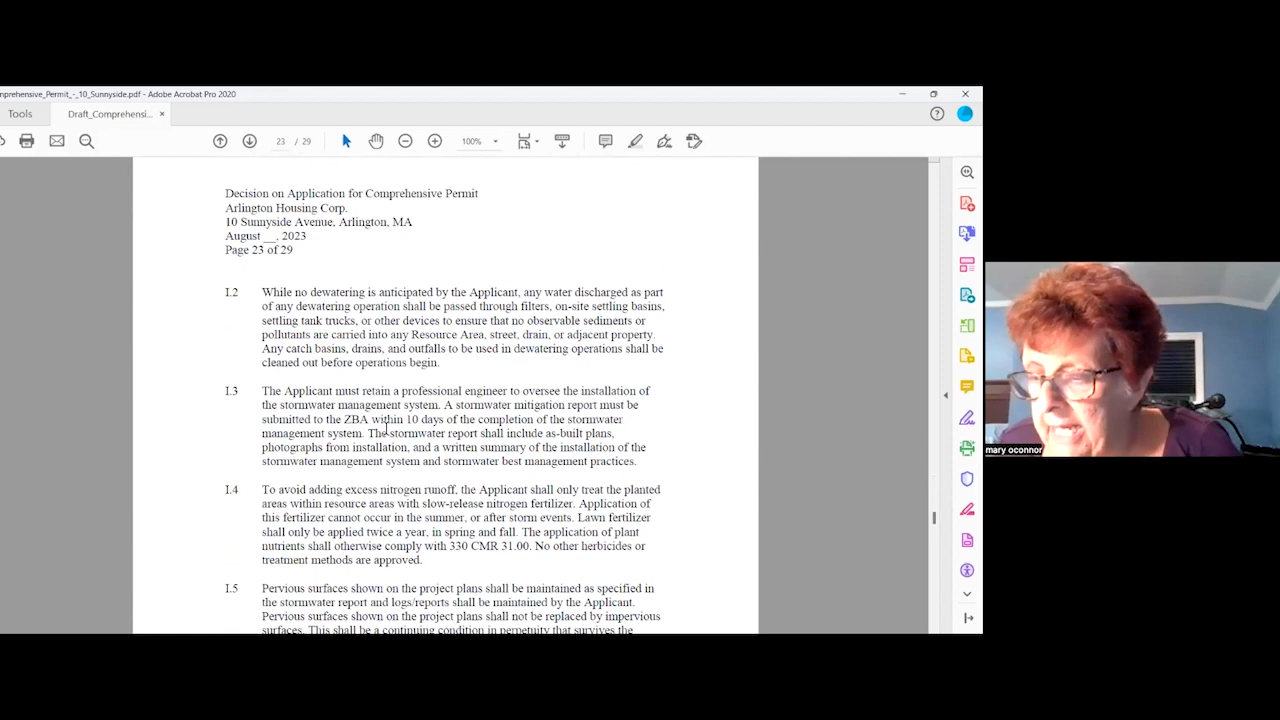 mprehensive_Permit_-_10_Sunnyside.pdf - Adobe Acrobat Pro 2020
Tools
Draft_Comprehensi...
23 / 29
100%
Decision on Application for Comprehensive Permit
Arlington Housing Corp.
10 Sunnyside Avenue, Arlington, MA
August __, 2023
Page 23 of 29
I.2 While no dewatering is anticipated by the Applicant, any water discharged as part
of any dewatering operation shall be passed through filters, on-site settling basins,
settling tank trucks, or other devices to ensure that no observable sediments or
pollutants are carried into any Resource Area, street, drain, or adjacent property.
Any catch basins, drains, and outfalls to be used in dewatering operations shall be
cleaned out before operations begin.
I.3 The Applicant must retain a professional engineer to oversee the installation of
the stormwater management system. A stormwater mitigation report must be
submitted to the ZBA within 10 days of the completion of the stormwater
management system. The stormwater report shall include as-built plans,
photographs from installation, and a written summary of the installation of the
stormwater management system and stormwater best management practices.
I.4 To avoid adding excess nitrogen runoff, the Applicant shall only treat the planted
areas within resource areas with slow-release nitrogen fertilizer. Application of
this fertilizer cannot occur in the summer, or after storm events. Lawn fertilizer
shall only be applied twice a year, in spring and fall. The application of plant
nutrients shall otherwise comply with 330 CMR 31.00. No other herbicides or
treatment methods are approved.
I.5 Pervious surfaces shown on the project plans shall be maintained as specified in
the stormwater report and logs/reports shall be maintained by the Applicant.
Pervious surfaces shown on the project plans shall not be replaced by impervious
surfaces. This shall be a continuing condition in perpetuity that survives the
mary oconnor